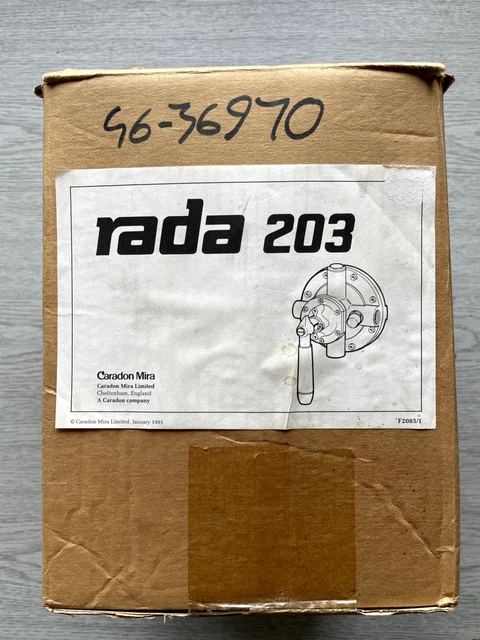 46-36970
rada 203
Caradon Mira
Caradon Mira Limited
Cheltenham, England
A Caradon company
© Caradon Mira Limited. January 1991
F2085/1